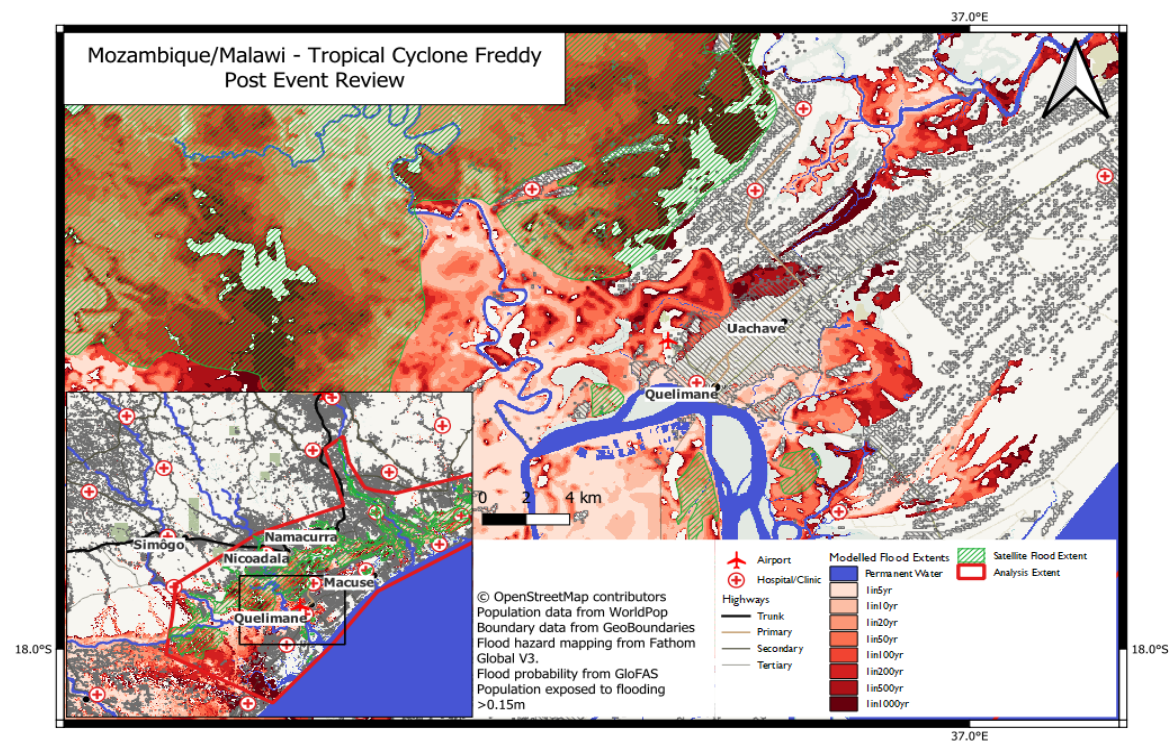 37.0°E
Mozambique/Malawi - Tropical Cyclone Freddy
Post Event Review
Uachave
Quelimane
0 2 4 km
Namacurra
Simôgo
Nicoadala
Macuse
Quelimane
18.0°S
18.0°S
© OpenStreetMap contributors
Population data from WorldPop
Boundary data from GeoBoundaries
Flood hazard mapping from Fathom
Global V3.
Flood probability from GloFAS
Population exposed to flooding
>0.15m
Airport
Hospital/Clinic
Highways
Trunk
Primary
Secondary
Tertiary
Modelled Flood Extents
Permanent Water
1in5yr
1in10yr
1in20yr
1in50yr
1in100yr
1in200yr
1in500yr
1in1000yr
Satellite Flood Extent
Analysis Extent
37.0°E